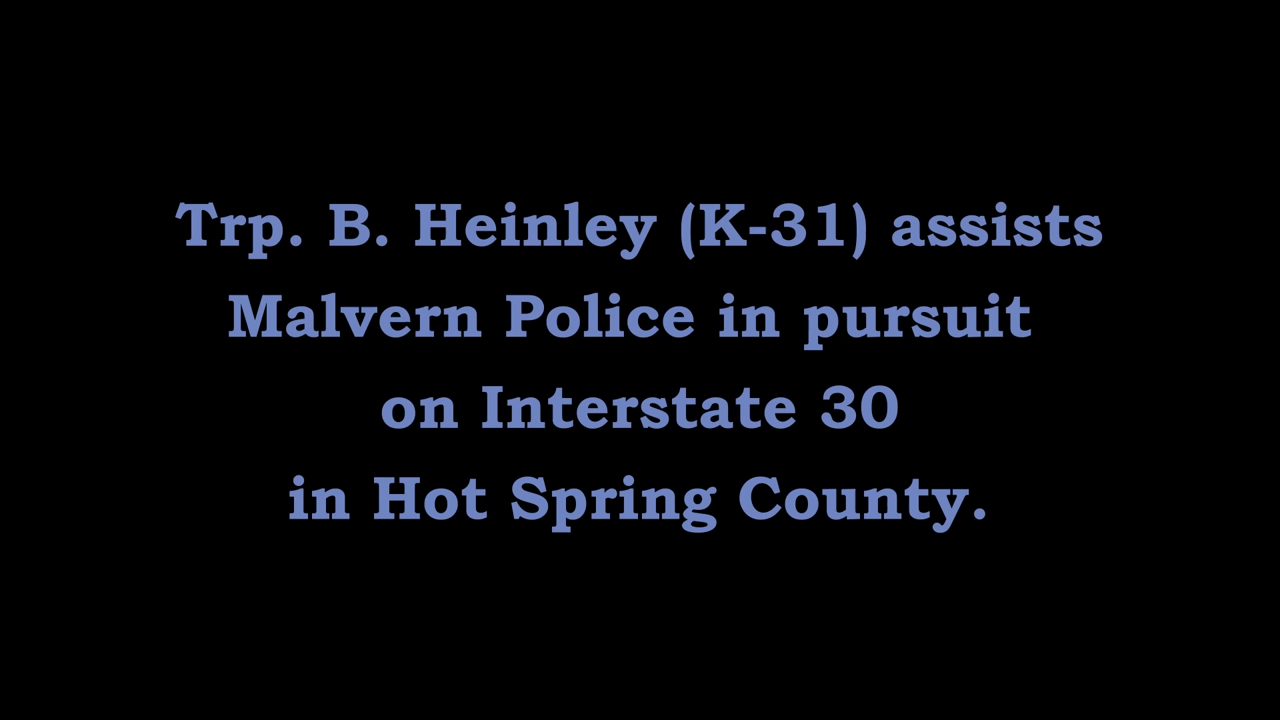 Trp. B. Heinley (K-31) assists
Malvern Police in pursuit
on Interstate 30
in Hot Spring County.